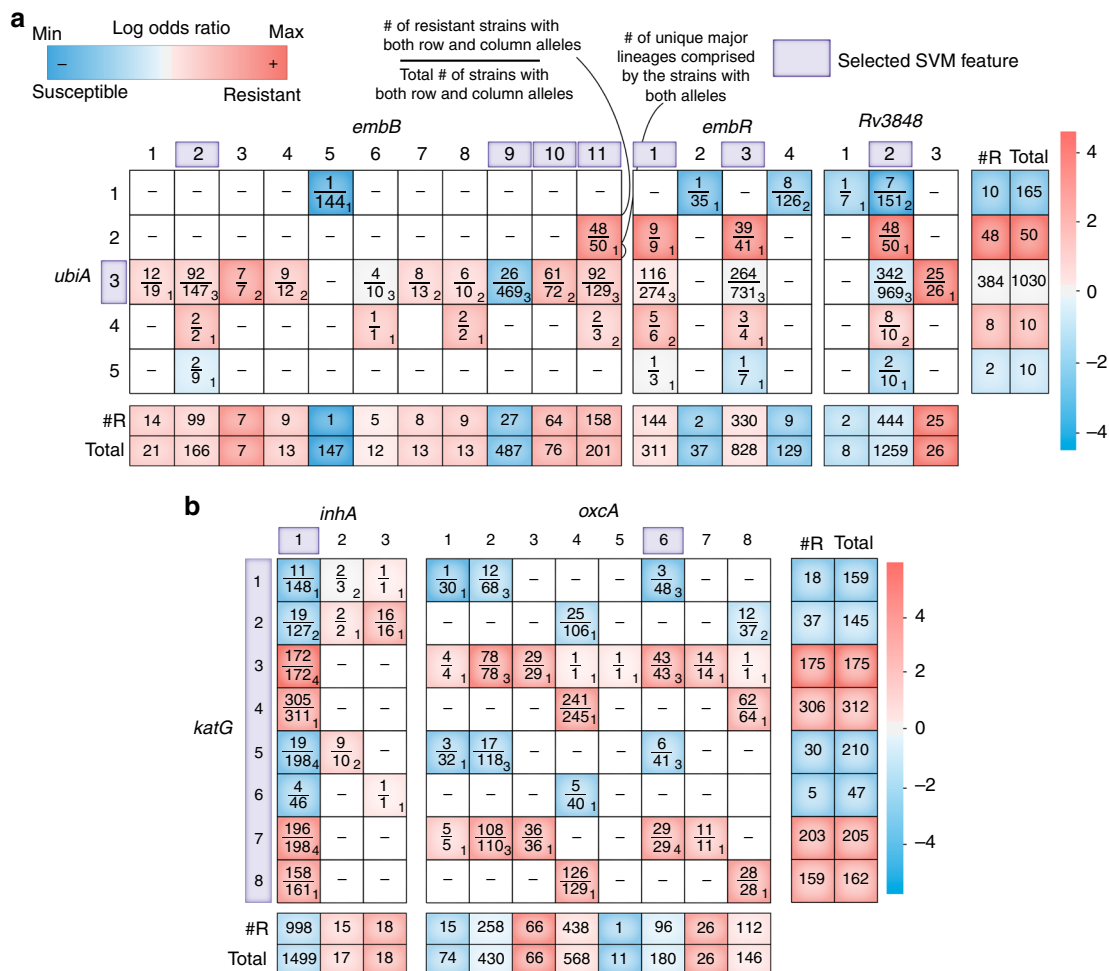 a
Min Log odds ratio Max
– +
Susceptible Resistant
# of resistant strains with
both row and column alleles
Total # of strains with
both row and column alleles
# of unique major
lineages comprised
by the strains with
both alleles
Selected SVM feature
embB embR Rv3848
1 2 3 4 5 6 7 8 9 10 11 1 2 3 4 1 2 3 #R Total
1 – – – – 1/144 1 – – – – – – – 1/35 1 – 8/126 2 1/7 1 7/151 2 – 10 165
2 – – – – – – – – – – 48/50 1 9/9 1 – 39/41 1 – – 48/50 1 – 48 50
ubiA 3 12/19 1 92/147 3 7/7 2 9/12 2 – 4/10 3 8/13 2 6/10 2 26/469 3 61/72 2 92/129 3 116/274 3 – 264/731 3 – – 342/969 3 25/26 1 384 1030
4 – 2/2 1 – – – 1/1 1 – 2/2 1 – – 2/3 2 5/6 2 – 3/4 1 – – 8/10 2 – 8 10
5 – 2/9 1 – – – – – – – – – 1/3 1 – 1/7 1 – – 2/10 1 – 2 10
#R 14 99 7 9 1 5 8 9 27 64 158 144 2 330 9 2 444 25
Total 21 166 7 13 147 12 13 13 487 76 201 311 37 828 129 8 1259 26
4
2
0
–2
–4
b
inhA oxcA
1 2 3 1 2 3 4 5 6 7 8 #R Total
1 11/148 1 2/3 2 1/1 1 1/30 1 12/68 3 – – – 3/48 3 – – 18 159
2 19/127 2 2/2 1 16/16 1 – – – 25/106 1 – – – 12/37 2 37 145
3 172/172 4 – – 4/4 1 78/78 3 29/29 1 1/1 1 1/1 1 43/43 3 14/14 1 1/1 1 175 175
4 305/311 1 – – – – – 241/245 1 – – – 62/64 1 306 312
katG
5 19/198 4 9/10 2 – 3/32 1 17/118 3 – – – 6/41 3 – – 30 210
6 4/46 – 1/1 1 – – – 5/40 1 – – – – 5 47
7 196/198 4 – – 5/5 1 108/110 3 36/36 1 – – 29/29 4 11/11 1 – 203 205
8 158/161 1 – – – – – 126/129 1 – – – 28/28 1 159 162
#R 998 15 18 15 258 66 438 1 96 26 112
Total 1499 17 18 74 430 66 568 11 180 26 146
4
2
0
–2
–4